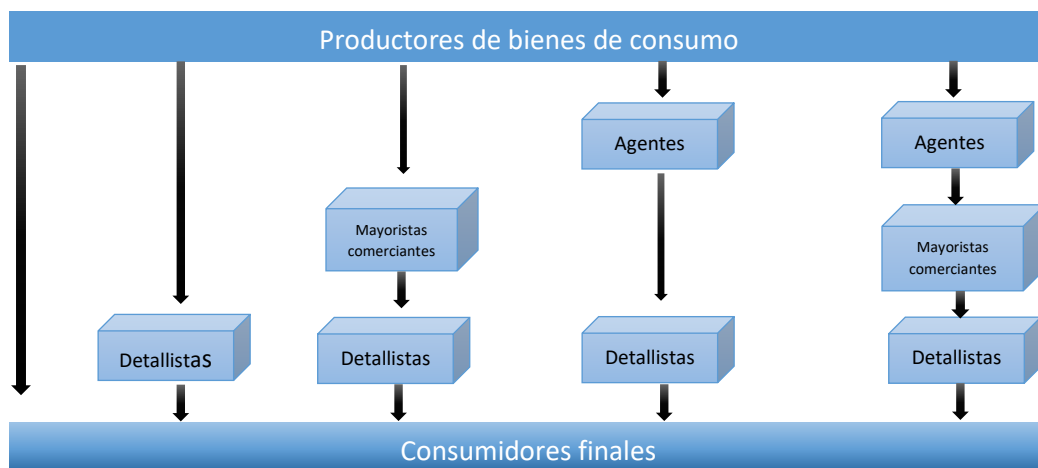 Productores de bienes de consumo
Agentes
Agentes
Mayoristas
comerciantes
Mayoristas
comerciantes
Detallistas
Detallistas
Detallistas
Detallistas
Consumidores finales